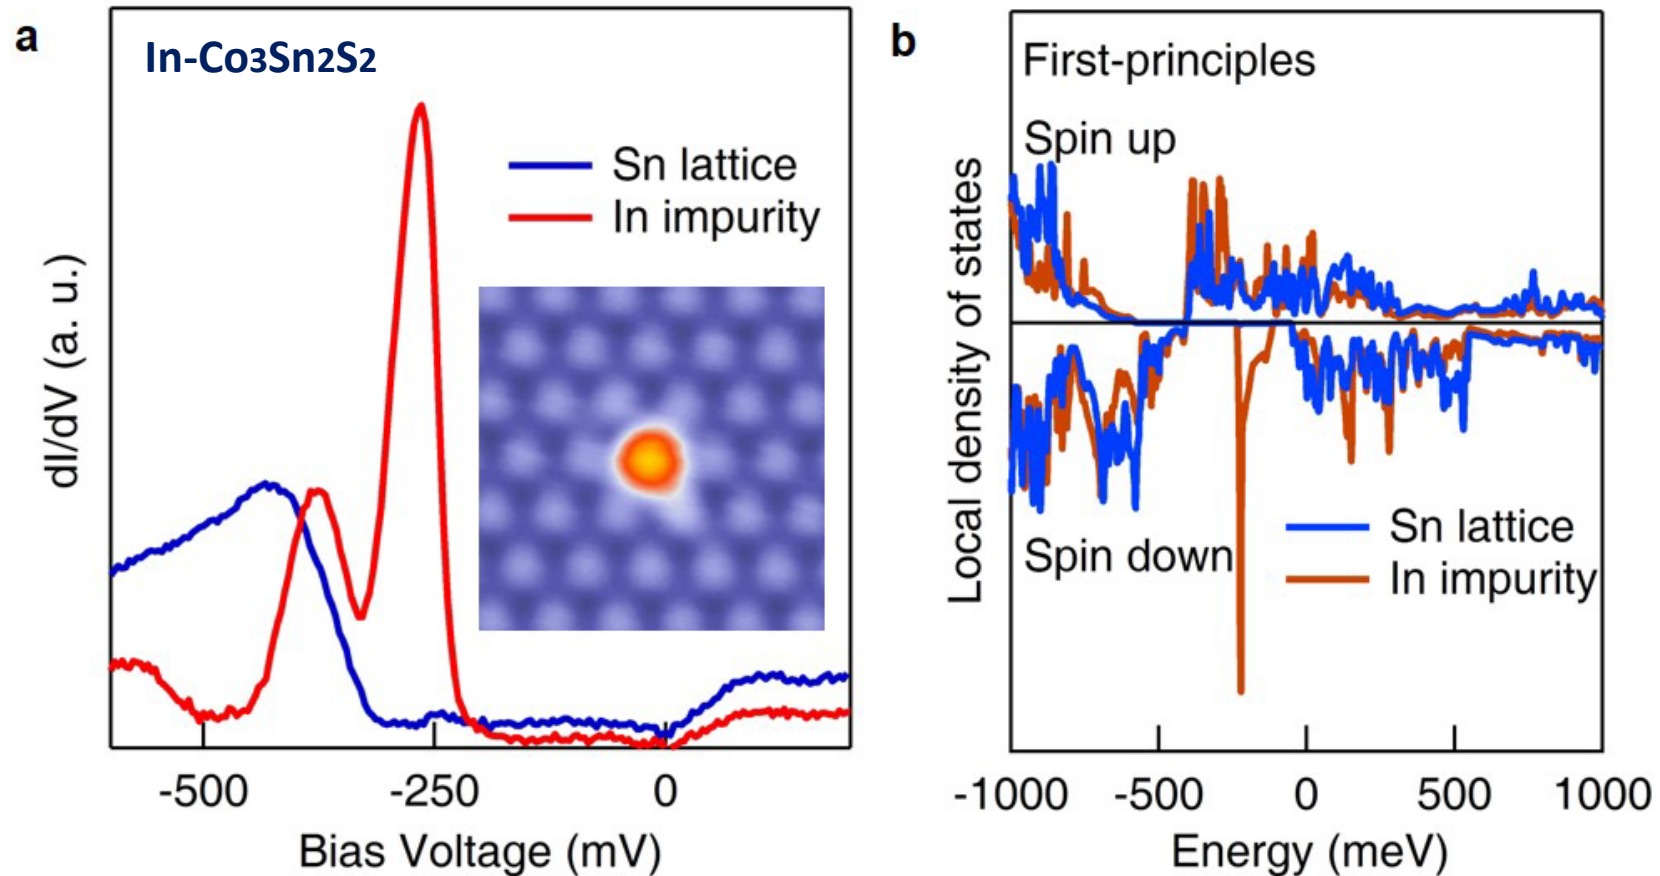 a
In-Co3Sn2S2
Sn lattice
In impurity
dI/dV (a. u.)
-500 -250 0
Bias Voltage (mV)
b
First-principles
Spin up
Local density of states
Sn lattice
In impurity
Spin down
-1000 -500 0 500 1000
Energy (meV)